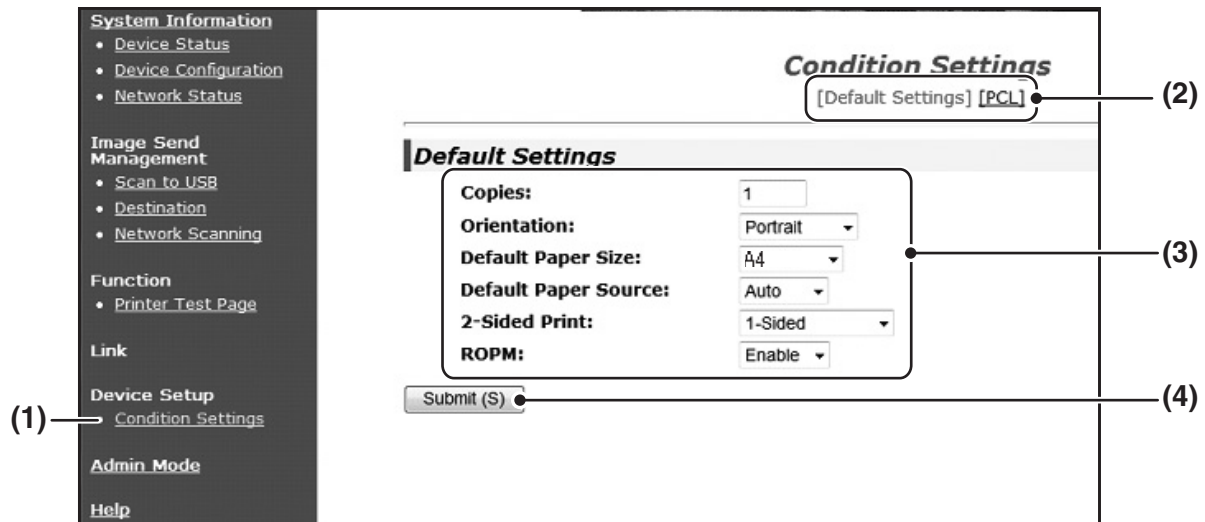 System Information
• Device Status
• Device Configuration
• Network Status
Image Send
Management
• Scan to USB
• Destination
• Network Scanning
Function
• Printer Test Page
Link
Device Setup
(1)
• Condition Settings
Admin Mode
Help
Condition Settings
[Default Settings] [PCL]
(2)
Default Settings
Copies: 1
Orientation: Portrait
Default Paper Size: A4
(3)
Default Paper Source: Auto
2-Sided Print: 1-Sided
ROPM: Enable
Submit (S)
(4)